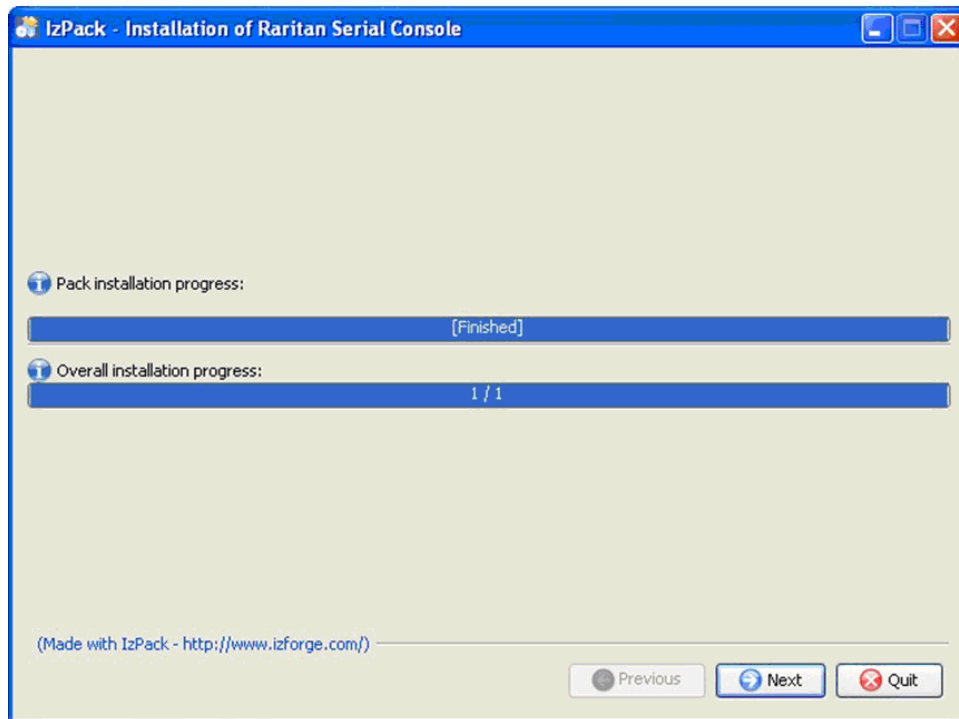 IzPack - Installation of Raritan Serial Console
Pack installation progress:
[Finished]
Overall installation progress:
1 / 1
(Made with IzPack - http://www.izforge.com/)
Previous
Next
Quit